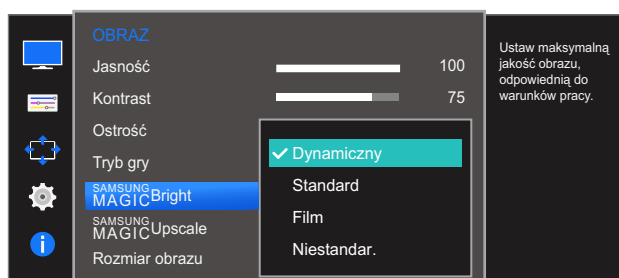 OBRAZ
Jasność 100
Kontrast 75
Ostrość
Tryb gry
SAMSUNG
MAGICBright
SAMSUNG
MAGICUpscale
Rozmiar obrazu
Dynamiczny
Standard
Film
Niestandar.
Ustaw maksymalną
jakość obrazu,
odpowiednią do
warunków pracy.